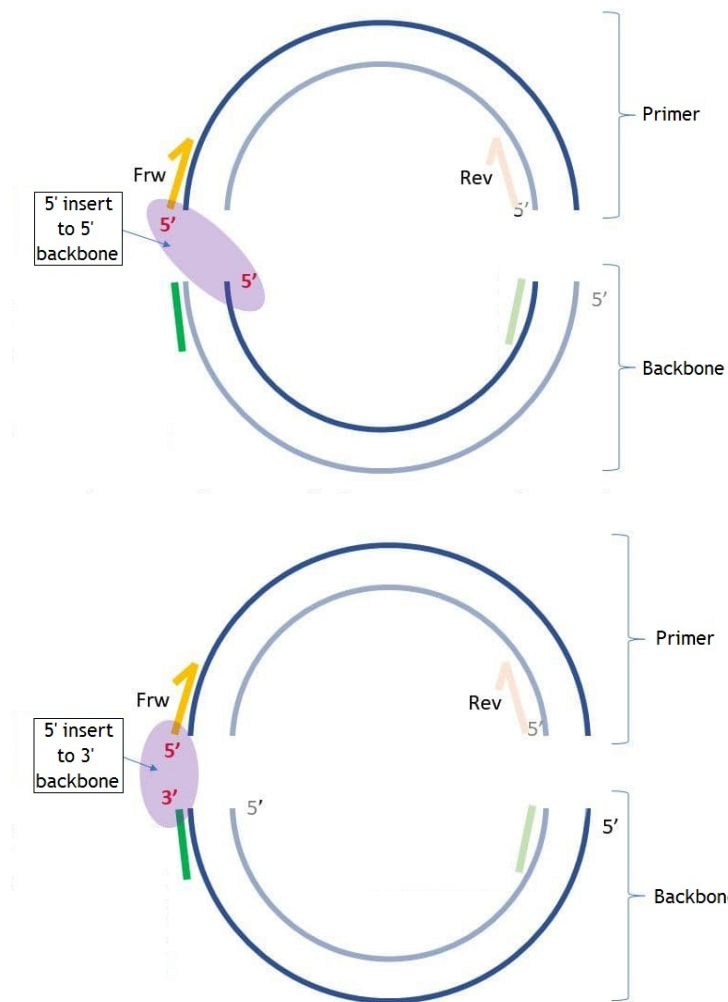 Primer
Frw
Rev
5' insert
to 5'
backbone
5’
5’
5’
5’
Backbone
Primer
Frw
Rev
5' insert
to 3'
backbone
5’
5’
3’
5’
5’
Backbon